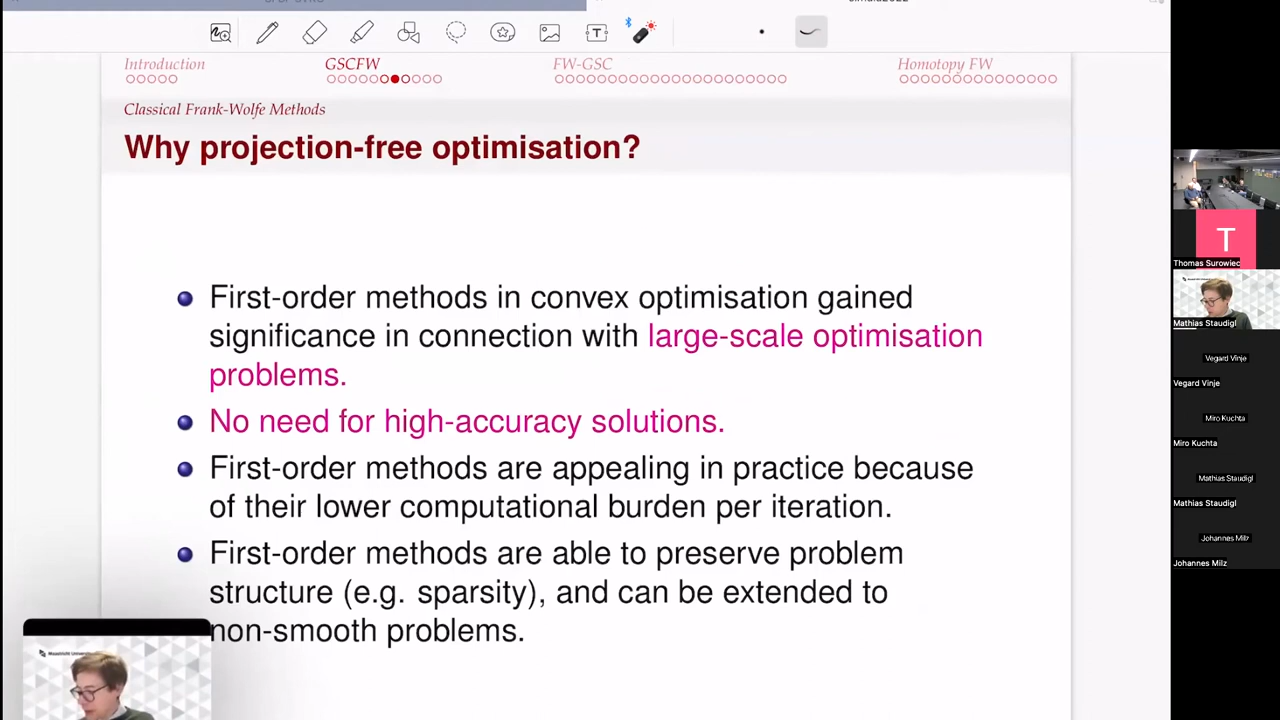 Introduction
GSCFW
FW-GSC
Homotopy FW
Classical Frank-Wolfe Methods
Why projection-free optimisation?
First-order methods in convex optimisation gained
significance in connection with large-scale optimisation
problems.
No need for high-accuracy solutions.
First-order methods are appealing in practice because
of their lower computational burden per iteration.
First-order methods are able to preserve problem
structure (e.g. sparsity), and can be extended to
non-smooth problems.
T
T
Thomas Surowiec
Mathias Staudigl
Vegard Vinje
Vegard Vinje
Miro Kuchta
Miro Kuchta
Mathias Staudigl
Mathias Staudigl
Johannes Milz
Johannes Milz